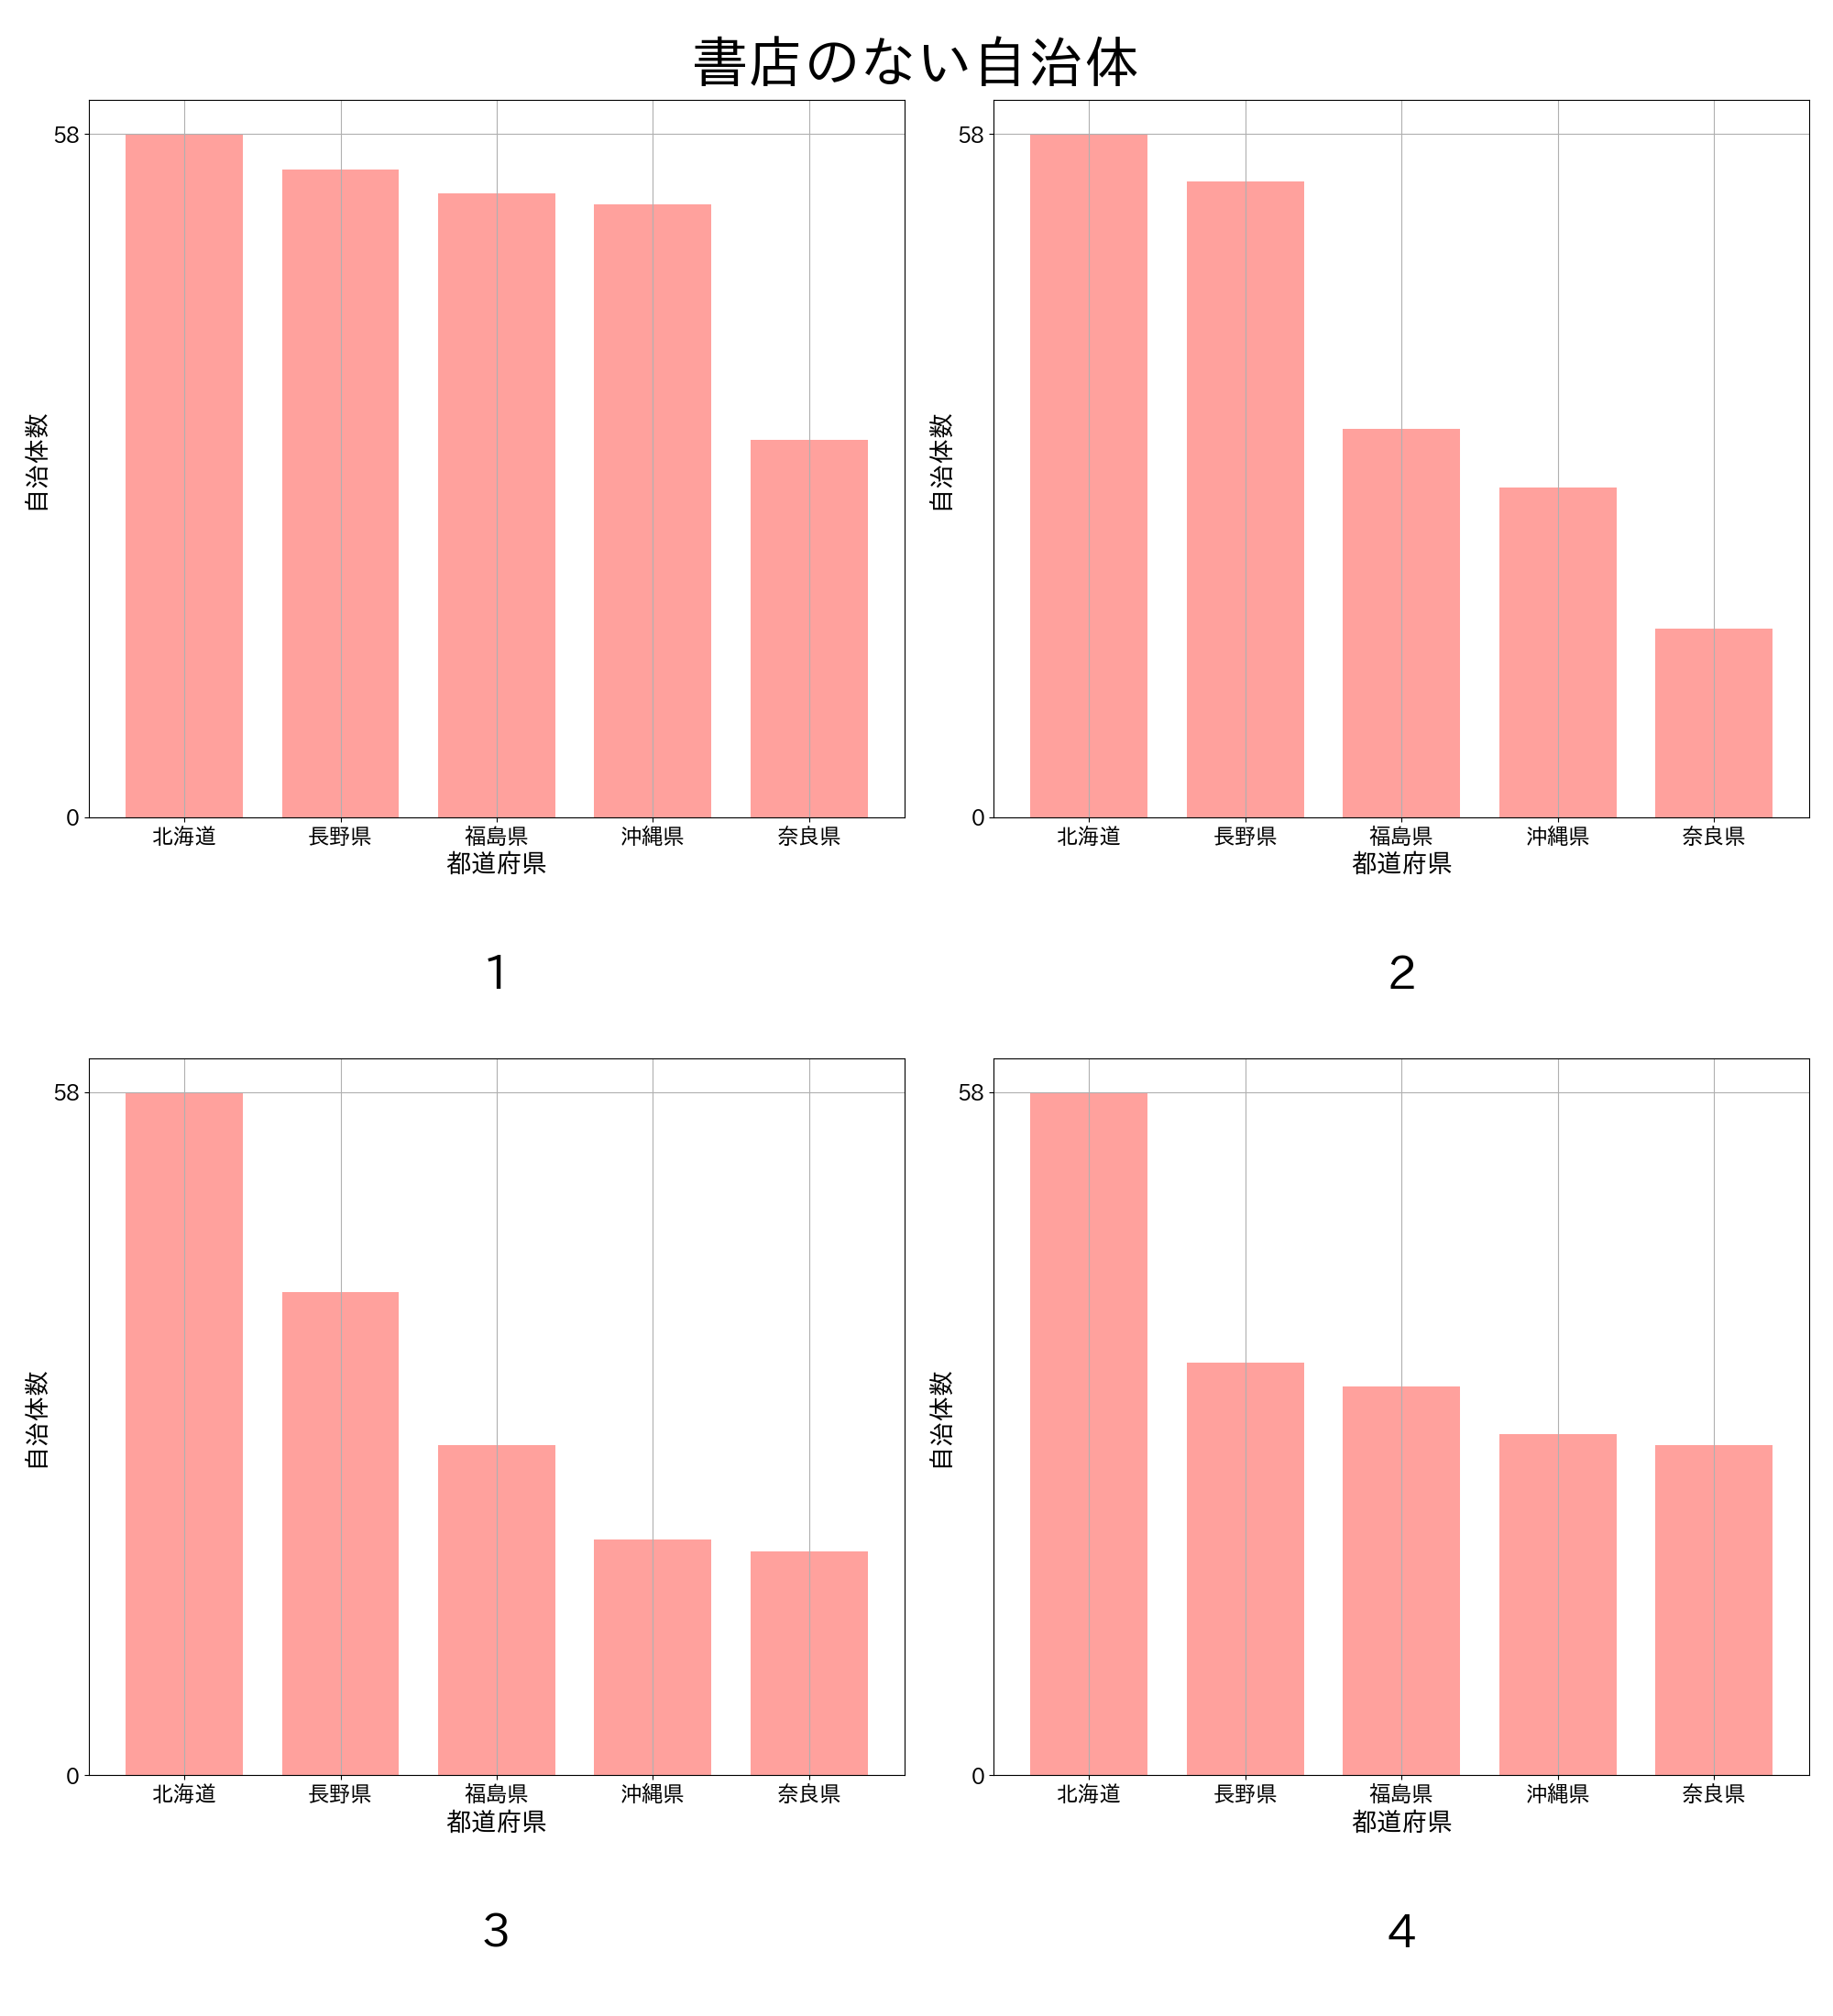 書店のない自治体
58
0
自治体数
北海道 長野県 福島県 沖縄県 奈良県
都道府県
1
58
0
自治体数
北海道 長野県 福島県 沖縄県 奈良県
都道府県
2
58
0
自治体数
北海道 長野県 福島県 沖縄県 奈良県
都道府県
3
58
0
自治体数
北海道 長野県 福島県 沖縄県 奈良県
都道府県
4